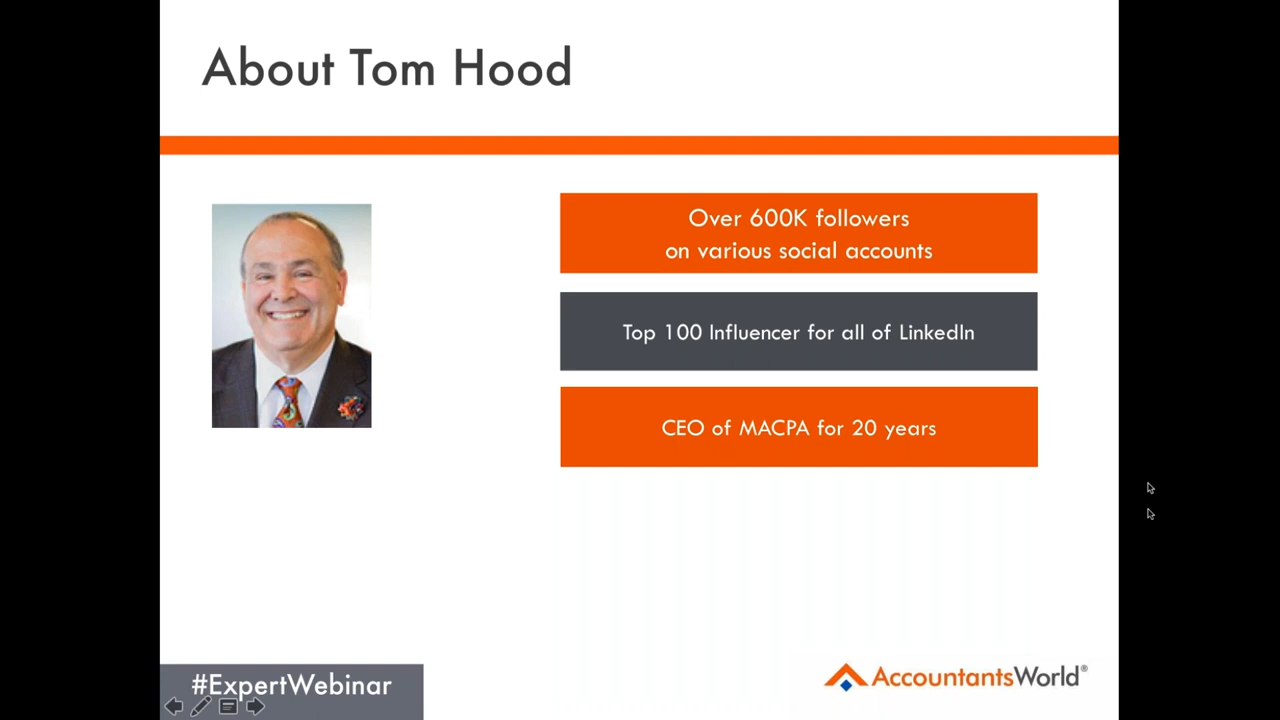 About Tom Hood
Over 600K followers
on various social accounts
Top 100 Influencer for all of LinkedIn
CEO of MACPA for 20 years
#ExpertWebinar
AccountantsWorld®